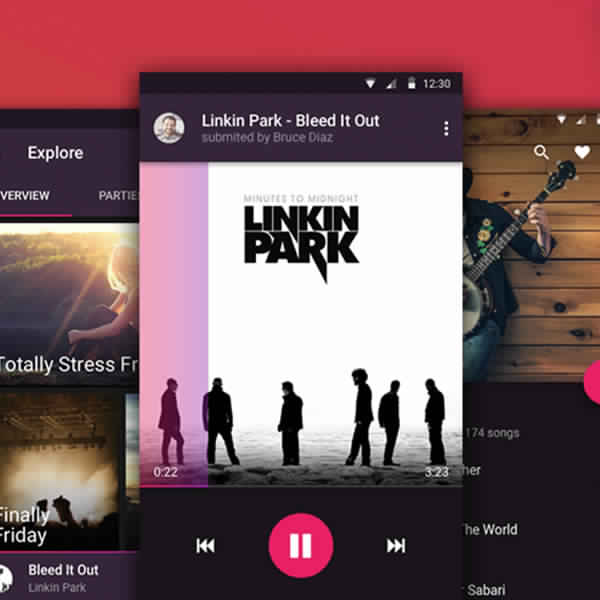 Explore
VERVIEW
PARTIE
Totally Stress Fr
Finally
Friday
Bleed It Out
Linkin Park
12:30
Linkin Park - Bleed It Out
submited by Bruce Diaz
MINUTES TO MIDNIGHT
LINKIN
PARK
0:22
3:23
174 songs
her
he World
Sabari